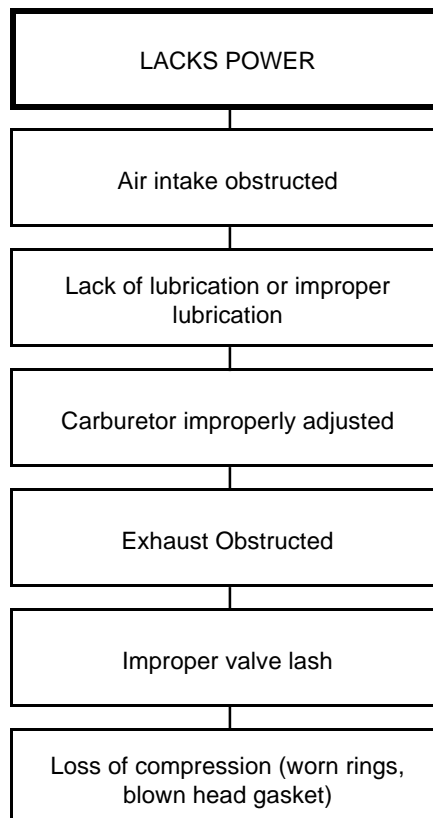 LACKS POWER
Air intake obstructed
Lack of lubrication or improper
lubrication
Carburetor improperly adjusted
Exhaust Obstructed
Improper valve lash
Loss of compression (worn rings,
blown head gasket)